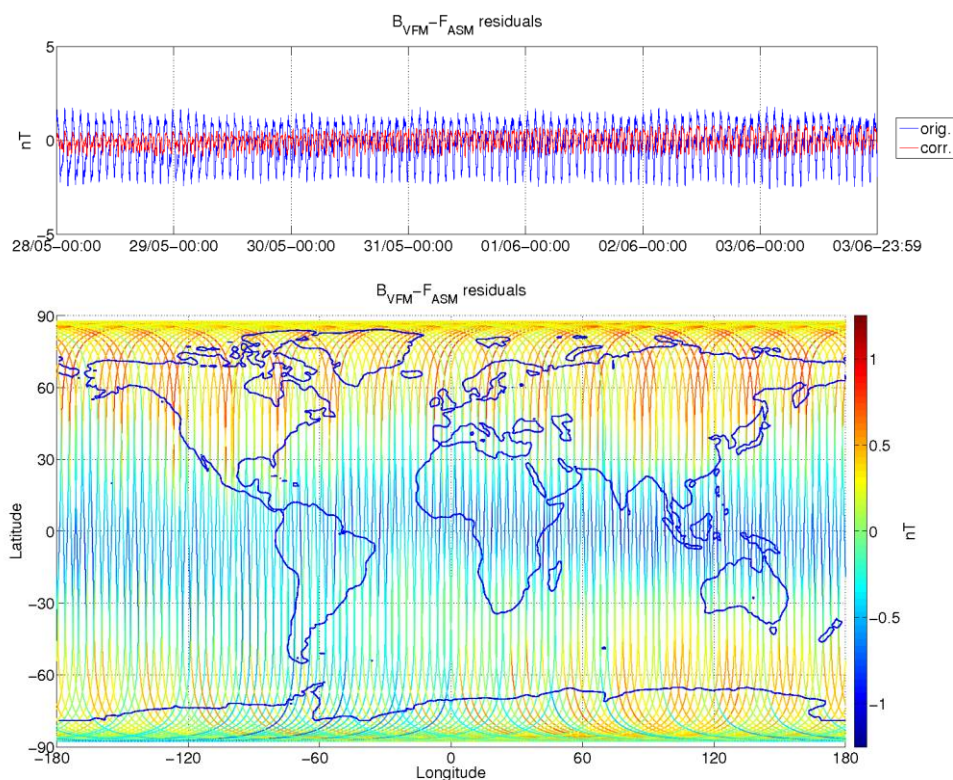 B_VFM−F_ASM residuals
5
0
−5
nT
28/05−00:00 29/05−00:00 30/05−00:00 31/05−00:00 01/06−00:00 02/06−00:00 03/06−00:00 03/06−23:59
orig.
corr.
B_VFM−F_ASM residuals
90
60
30
0
−30
−60
−90
Latitude
−180 −120 −60 0 60 120 180
Longitude
1
0.5
0
−0.5
−1
nT